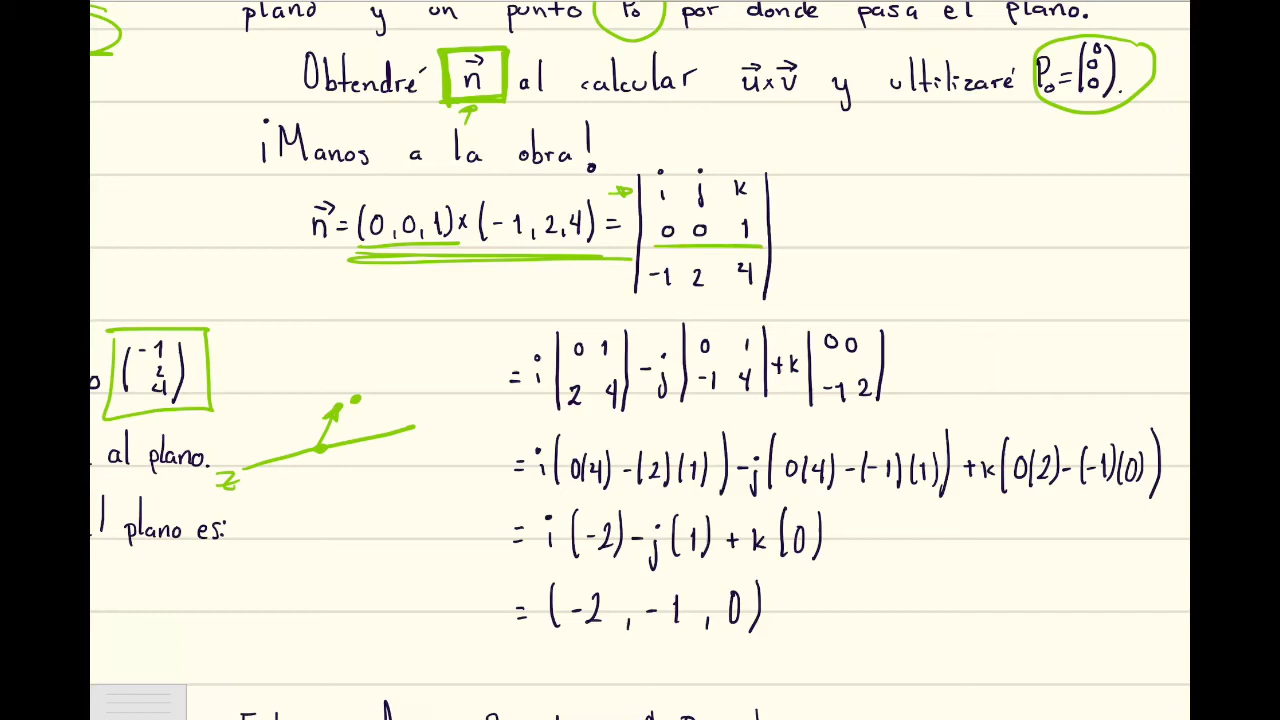 plano y un punto P₀ por donde pasa el plano.
Obtendré n⃗ al calcular u⃗×v⃗ y ultilizaré P₀ = (0 0 0).
¡Manos a la obra!
n⃗ = (0,0,1) × (-1,2,4) = | i j k
0 0 1
-1 2 4 |
(-1 2 4)
= i | 0 1 / 2 4 | - j | 0 1 / -1 4 | + k | 0 0 / -1 2 |
al plano.
z
= i(0(4) - (2)(1)) - j(0(4) - (-1)(1)) + k(0(2) - (-1)(0))
plano es:
= i(-2) - j(1) + k(0)
= (-2, -1, 0)